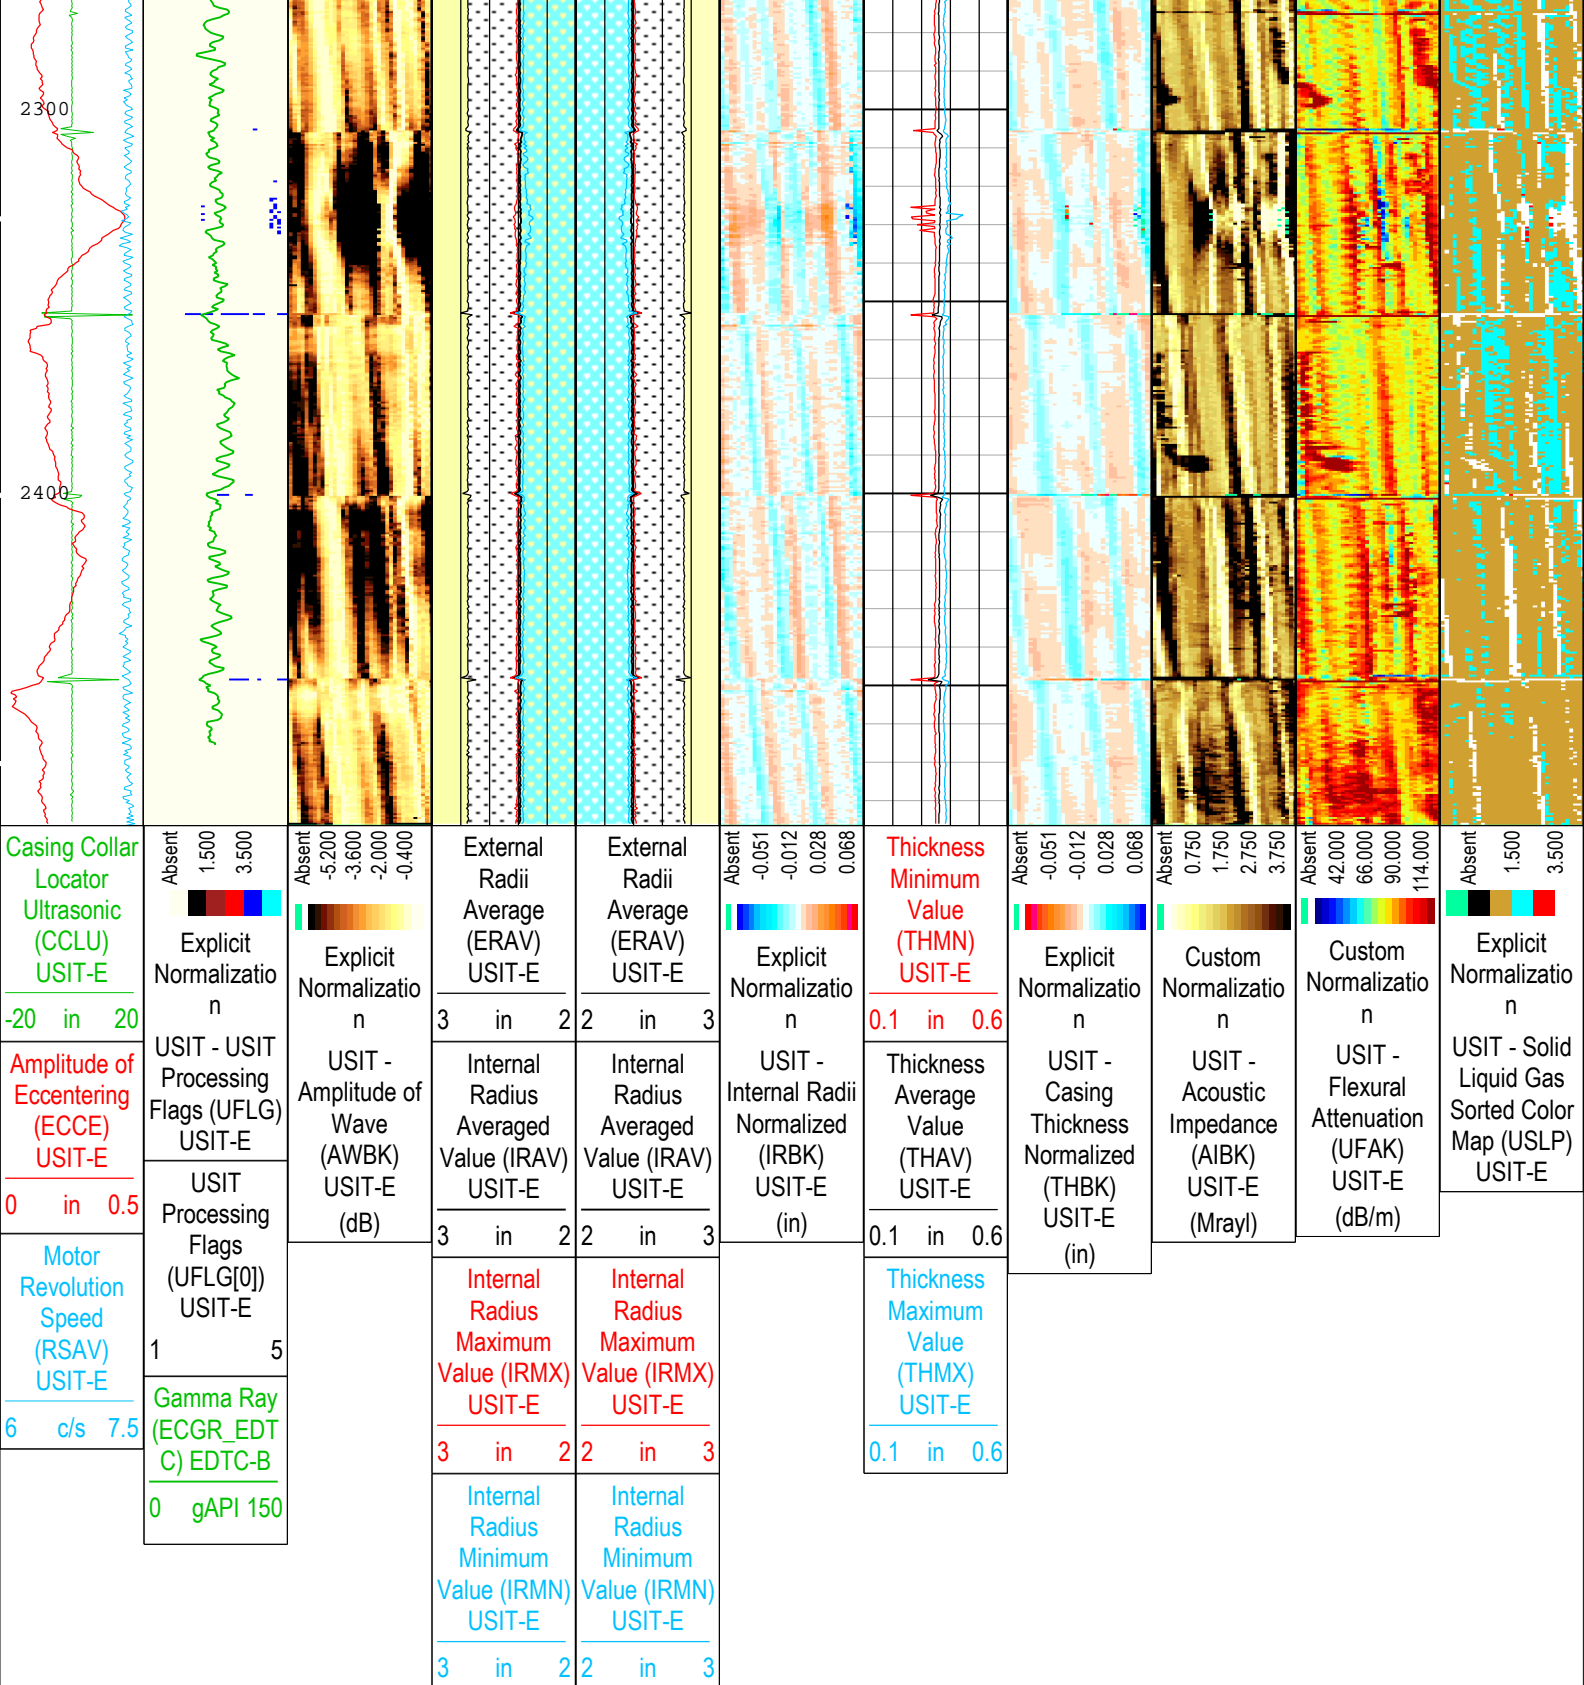 2300
2400
Casing Collar
Locator
Ultrasonic
(CCLU)
USIT-E
-20 in 20
Amplitude of
Eccentering
(ECCE)
USIT-E
0 in 0.5
Motor
Revolution
Speed
(RSAV)
USIT-E
6 c/s 7.5
Absent
1.500
3.500
Explicit
Normalizatio
n
USIT - USIT
Processing
Flags (UFLG)
USIT-E
USIT
Processing
Flags
(UFLG[0])
USIT-E
1 5
Gamma Ray
(ECGR_EDT
C) EDTC-B
0 gAPI 150
Absent
-5.200
-3.600
-2.000
-0.400
Explicit
Normalizatio
n
USIT -
Amplitude of
Wave
(AWBK)
USIT-E
(dB)
External
Radii
Average
(ERAV)
USIT-E
3 in 2
Internal
Radius
Averaged
Value (IRAV)
USIT-E
3 in 2
Internal
Radius
Maximum
Value (IRMX)
USIT-E
3 in 2
Internal
Radius
Minimum
Value (IRMN)
USIT-E
3 in 2
External
Radii
Average
(ERAV)
USIT-E
2 in 3
Internal
Radius
Averaged
Value (IRAV)
USIT-E
2 in 3
Internal
Radius
Maximum
Value (IRMX)
USIT-E
2 in 3
Internal
Radius
Minimum
Value (IRMN)
USIT-E
2 in 3
Absent
-0.051
-0.012
0.028
0.068
Explicit
Normalizatio
n
USIT -
Internal Radii
Normalized
(IRBK)
USIT-E
(in)
Thickness
Minimum
Value
(THMN)
USIT-E
0.1 in 0.6
Thickness
Average
Value
(THAV)
USIT-E
0.1 in 0.6
Thickness
Maximum
Value
(THMX)
USIT-E
0.1 in 0.6
Absent
-0.051
-0.012
0.028
0.068
Explicit
Normalizatio
n
USIT -
Casing
Thickness
Normalized
(THBK)
USIT-E
(in)
Absent
0.750
1.750
2.750
3.750
Custom
Normalizatio
n
USIT -
Acoustic
Impedance
(AIBK)
USIT-E
(Mrayl)
Absent
42.000
66.000
90.000
114.000
Custom
Normalizatio
n
USIT -
Flexural
Attenuation
(UFAK)
USIT-E
(dB/m)
Absent
1.500
3.500
Explicit
Normalizatio
n
USIT - Solid
Liquid Gas
Sorted Color
Map (USLP)
USIT-E